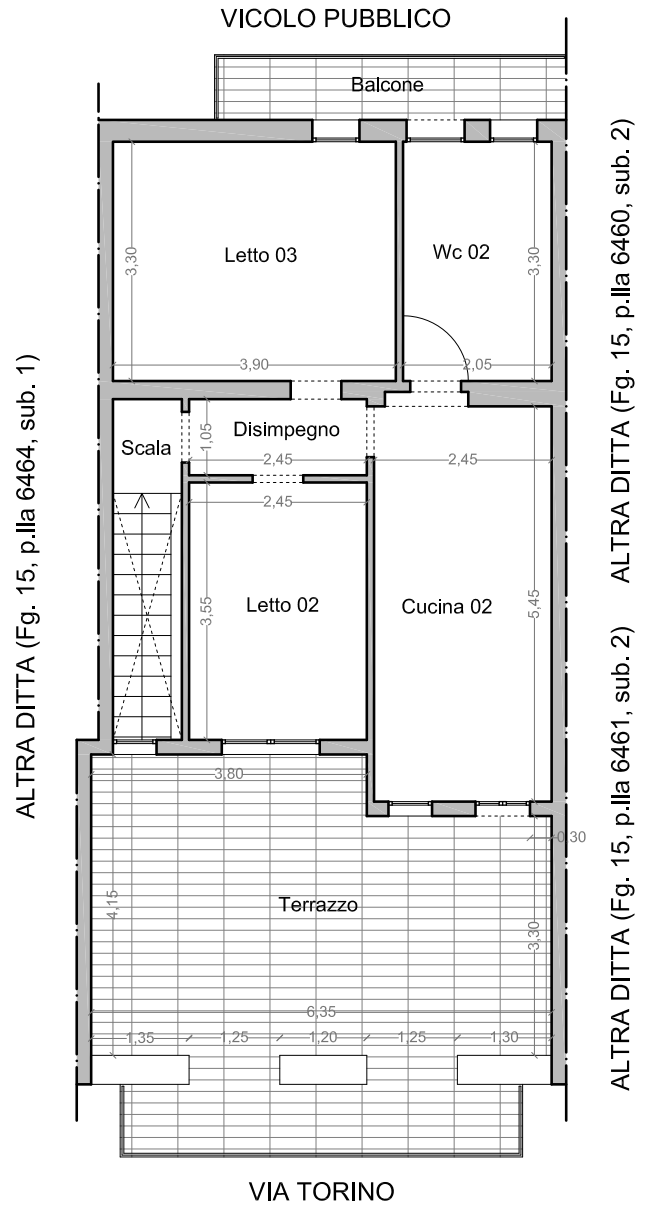 VICOLO PUBBLICO
Balcone
Letto 03
Wc 02
3,30
3,30
3,90
2,05
Scala
1,05
Disimpegno
2,45
2,45
2,45
3,55
Letto 02
Cucina 02
5,45
3,80
0,30
4,15
Terrazzo
3,30
6,35
1,35
1,25
1,20
1,25
1,30
VIA TORINO
ALTRA DITTA (Fg. 15, p.lla 6464, sub. 1)
ALTRA DITTA (Fg. 15, p.lla 6460, sub. 2)
ALTRA DITTA (Fg. 15, p.lla 6461, sub. 2)